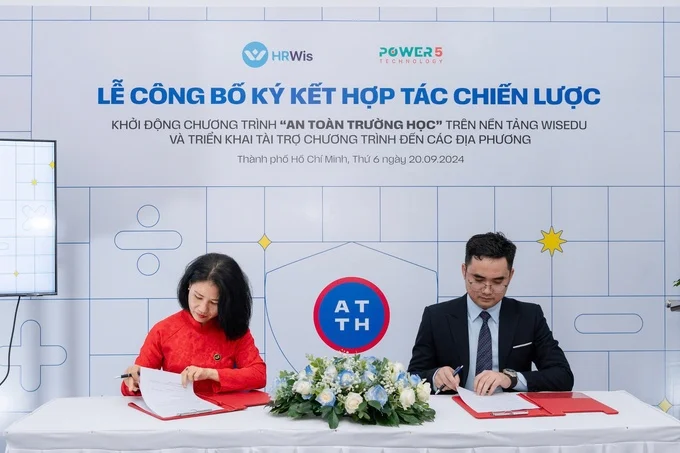 HRWis
POWER5
TECHNOLOGY
LỄ CÔNG BỐ KÝ KẾT HỢP TÁC CHIẾN LƯỢC
KHỞI ĐỘNG CHƯƠNG TRÌNH “AN TOÀN TRƯỜNG HỌC” TRÊN NỀN TẢNG WISEDU
VÀ TRIỂN KHAI TÀI TRỢ CHƯƠNG TRÌNH ĐẾN CÁC ĐỊA PHƯƠNG
Thành phố Hồ Chí Minh, Thứ 6 ngày 20.09.2024
AT
TH